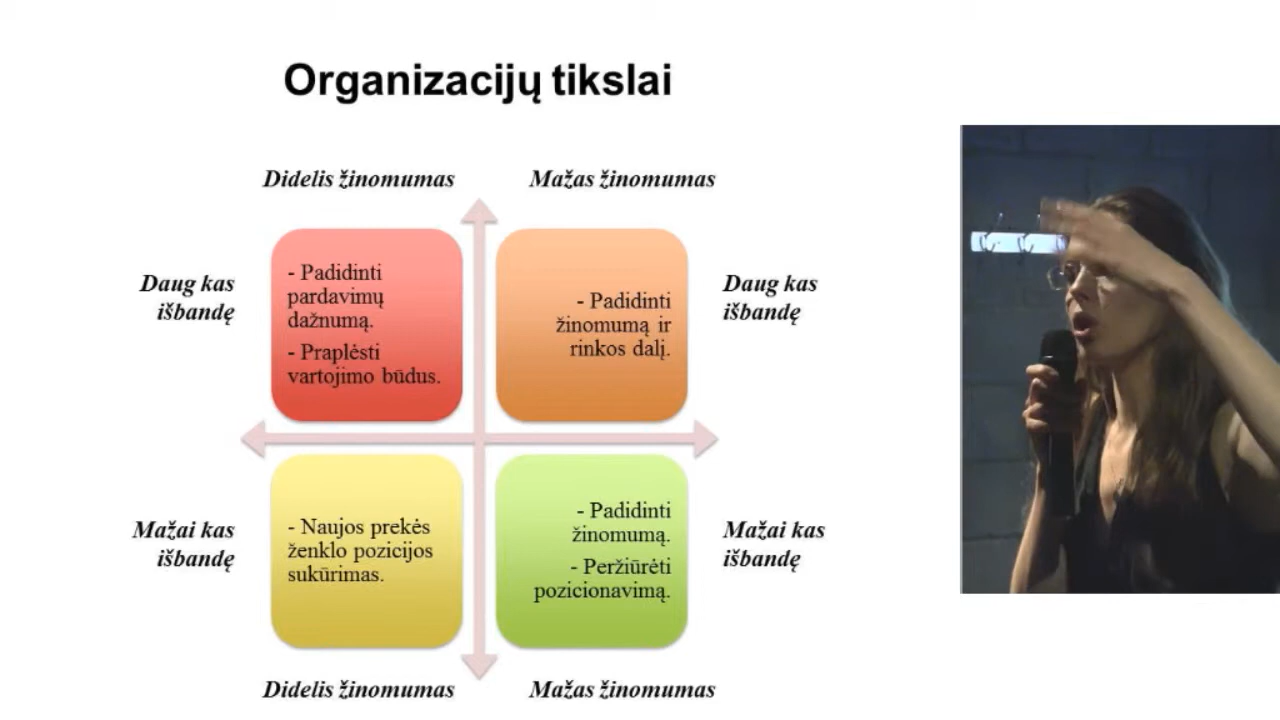 Organizacijų tikslai
Didelis žinomumas
Mažas žinomumas
Daug kas
išbandę
- Padidinti
pardavimų
dažnumą.
- Praplėsti
vartojimo būdus.
- Padidinti
žinomumą ir
rinkos dalį.
Daug kas
išbandę
Mažai kas
išbandę
- Naujos prekės
ženklo pozicijos
sukūrimas.
- Padidinti
žinomumą.
- Peržiūrėti
pozicionavimą.
Mažai kas
išbandę
Didelis žinomumas
Mažas žinomumas